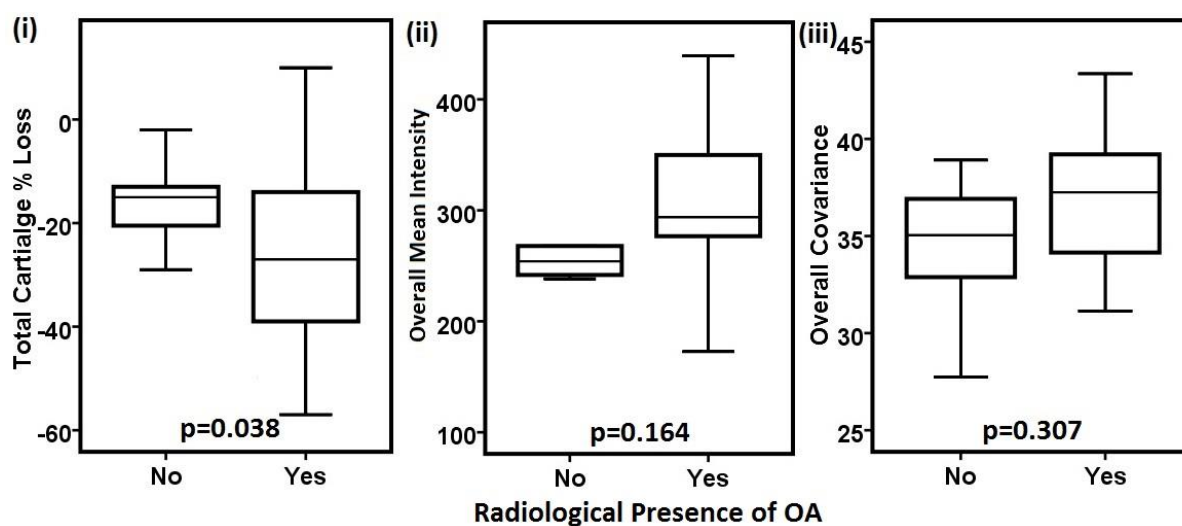 (i)
Total Cartialge % Loss
0
-20
-40
-60
p=0.038
No Yes
(ii)
Overall Mean Intensity
400
300
200
100
p=0.164
No Yes
(iii)
Overall Covariance
45
40
35
30
25
p=0.307
No Yes
Radiological Presence of OA